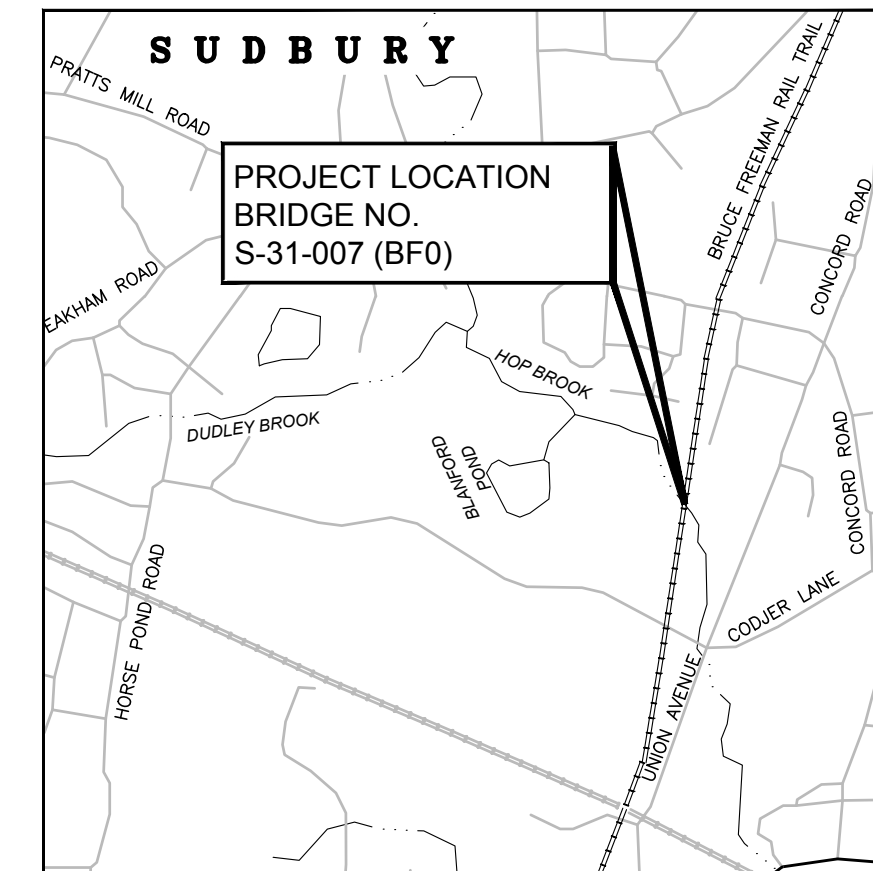 SUDBURY
PRATTS MILL ROAD
BRUCE FREEMAN RAIL TRAIL
PROJECT LOCATION
BRIDGE NO.
S-31-007 (BF0)
CONCORD ROAD
EAKHAM ROAD
HOP BROOK
DUDLEY BROOK
BLANFORD
POND
CONCORD ROAD
HORSE POND ROAD
CODJER LANE
UNION AVENUE